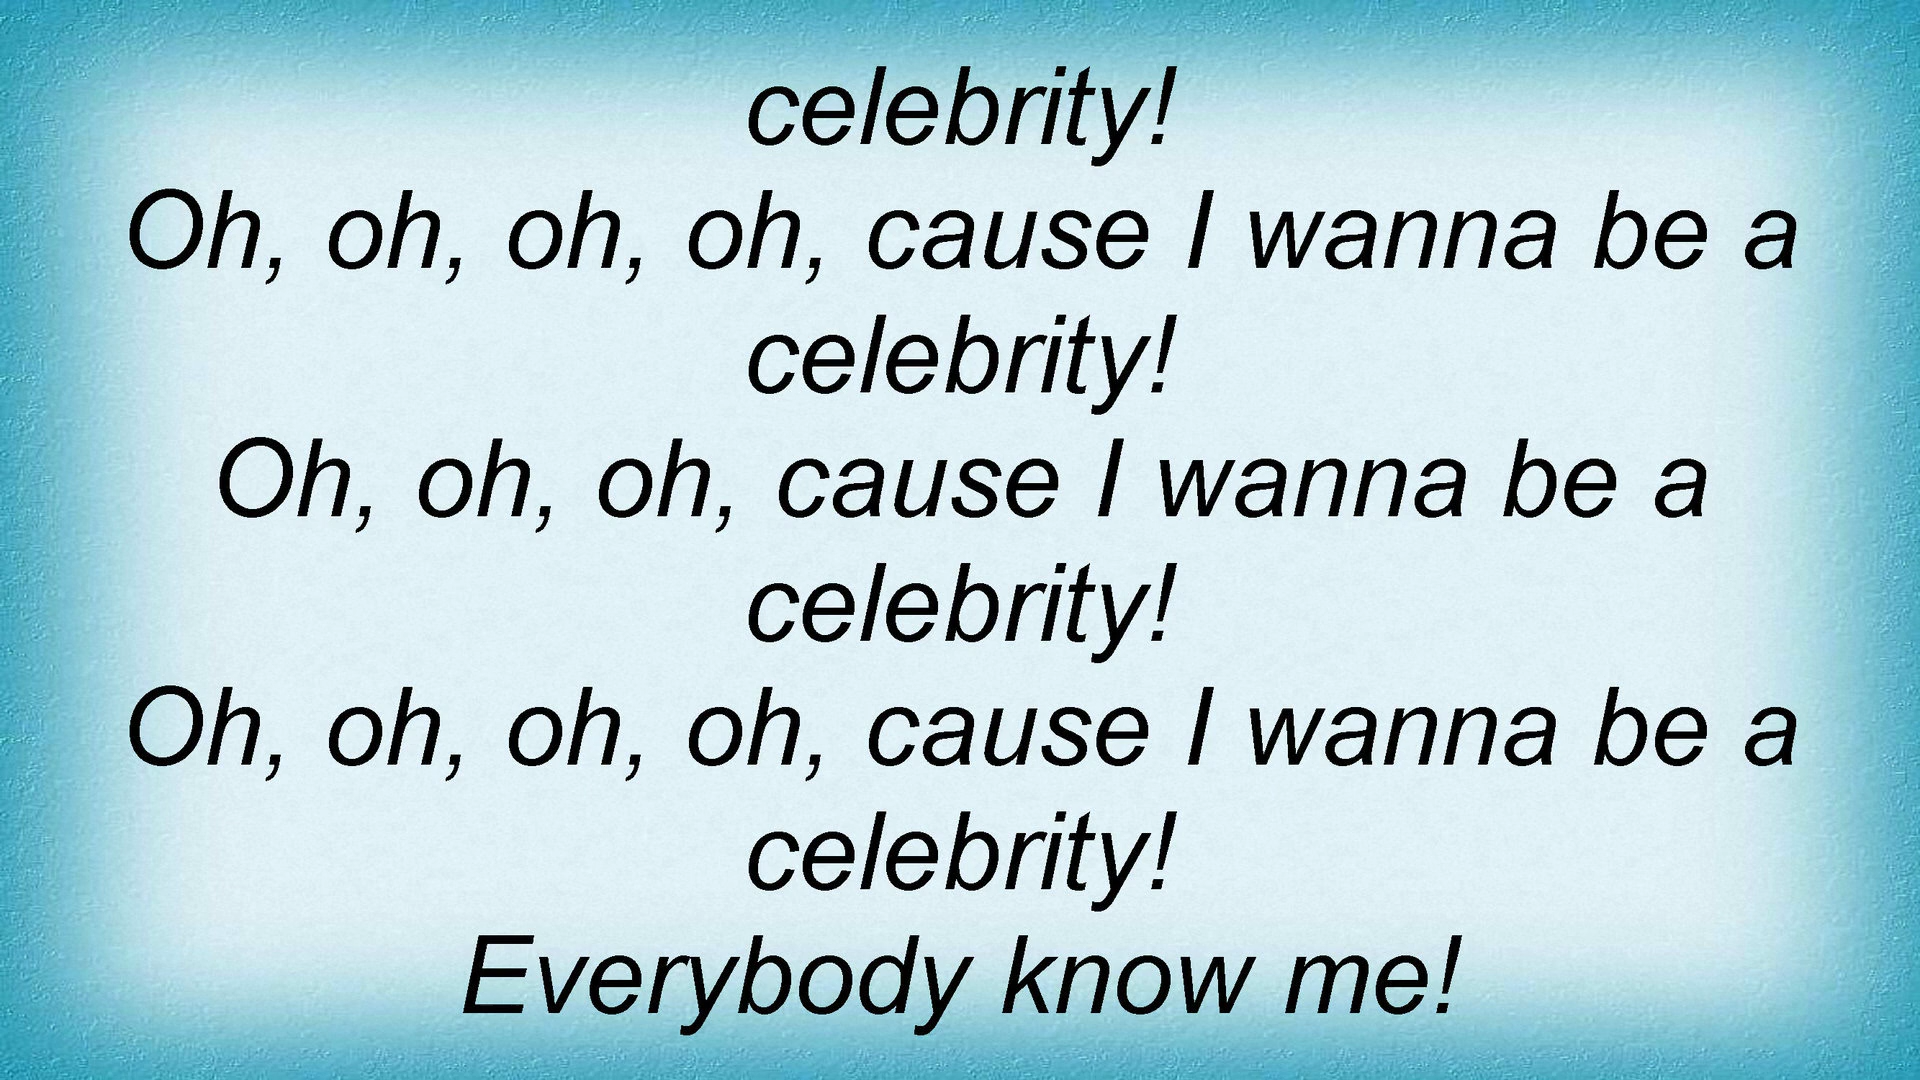 celebrity!
Oh, oh, oh, oh, cause I wanna be a
celebrity!
Oh, oh, oh, cause I wanna be a
celebrity!
Oh, oh, oh, oh, cause I wanna be a
celebrity!
Everybody know me!